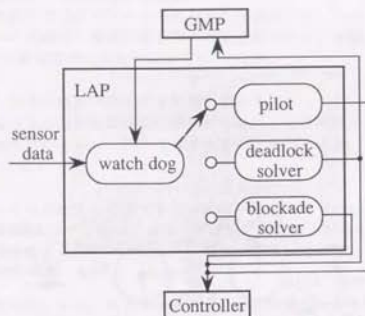 GMP
LAP
pilot
sensor
data
watch dog
deadlock
solver
blockade
solver
Controller